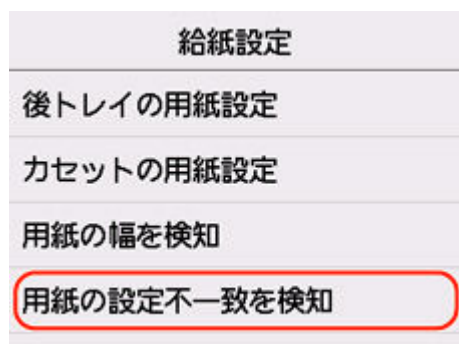 給紙設定
後トレイの用紙設定
カセットの用紙設定
用紙の幅を検知
用紙の設定不一致を検知